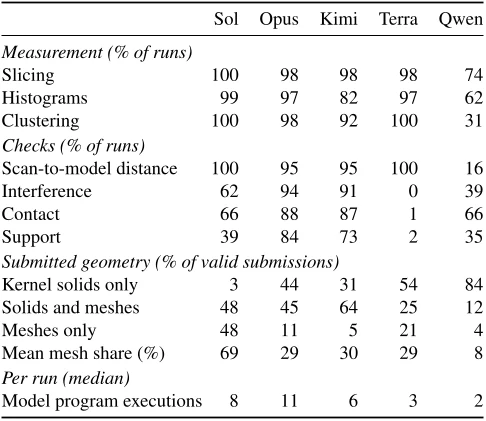 Sol Opus Kimi Terra Qwen
Measurement (% of runs)
Slicing 100 98 98 98 74
Histograms 99 97 82 97 62
Clustering 100 98 92 100 31
Checks (% of runs)
Scan-to-model distance 100 95 95 100 16
Interference 62 94 91 0 39
Contact 66 88 87 1 66
Support 39 84 73 2 35
Submitted geometry (% of valid submissions)
Kernel solids only 3 44 31 54 84
Solids and meshes 48 45 64 25 12
Meshes only 48 11 5 21 4
Mean mesh share (%) 69 29 30 29 8
Per run (median)
Model program executions 8 11 6 3 2